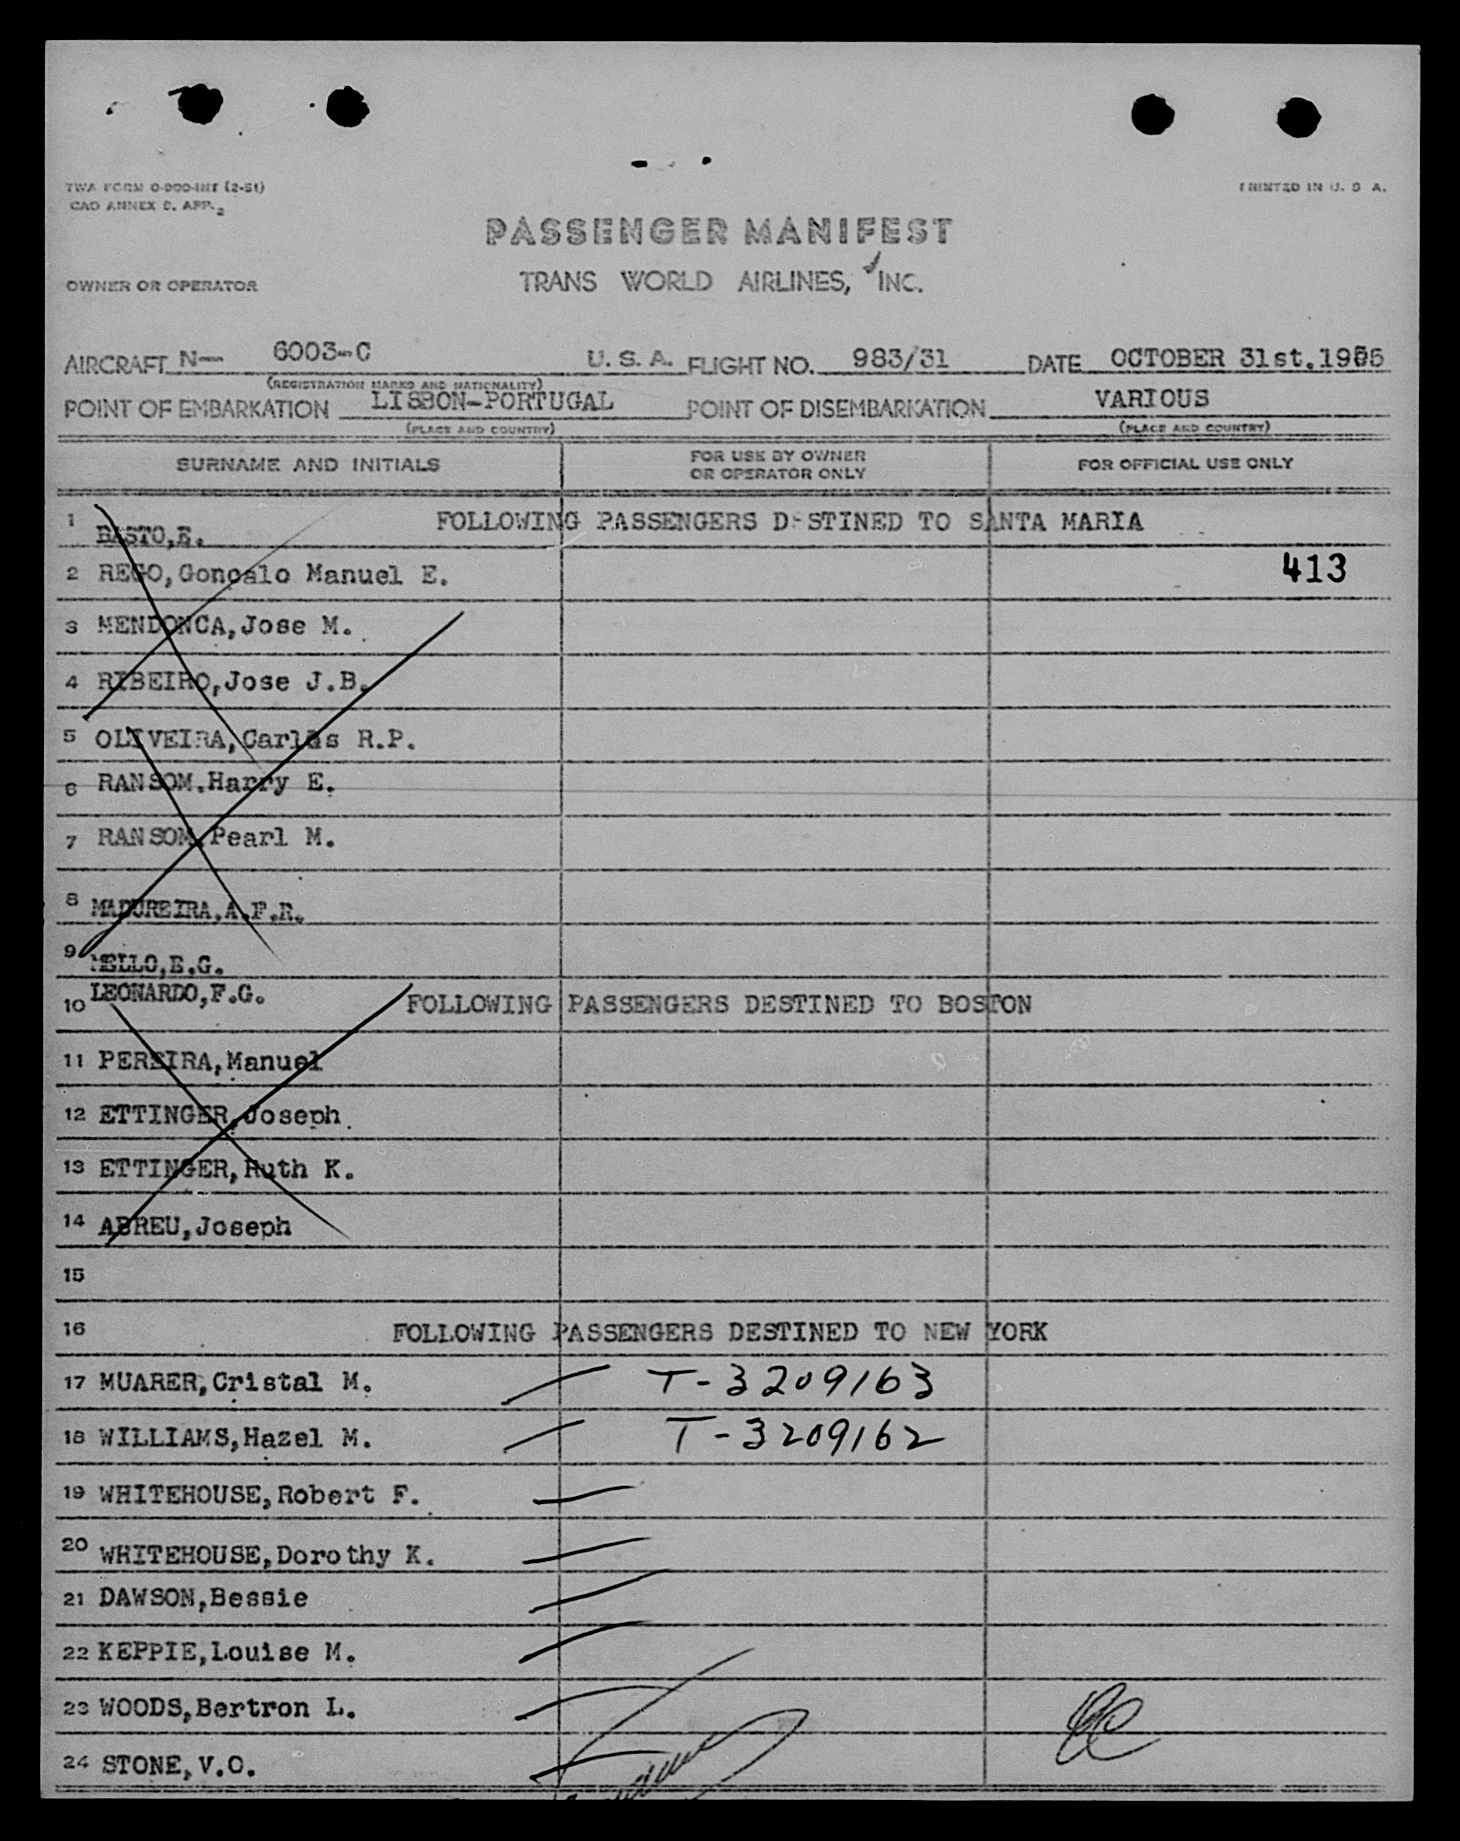 TWA FORM O-900-INT (2-51)
CAO ANNEX 9. APP. 2
PRINTED IN U. S. A.
PASSENGER MANIFEST
OWNER OR OPERATOR
TRANS WORLD AIRLINES, INC.
AIRCRAFT N— 6003-C U. S. A. FLIGHT NO. 983/31 DATE OCTOBER 31st.1955
(REGISTRATION MARKS AND NATIONALITY)
POINT OF EMBARKATION LISBON-PORTUGAL POINT OF DISEMBARKATION VARIOUS
(PLACE AND COUNTRY) (PLACE AND COUNTRY)
SURNAME AND INITIALS FOR USE BY OWNER OR OPERATOR ONLY FOR OFFICIAL USE ONLY
FOLLOWING PASSENGERS DESTINED TO SANTA MARIA
1 BASTO,E.
2 REGO,Goncalo Manuel E. 413
3 MENDONCA,Jose M.
4 RIBEIRO,Jose J.B.
5 OLIVEIRA,Carlos R.P.
6 RANSOM.Harry E.
7 RANSOM,Pearl M.
8 MADUREIRA,A.F.R.
9 MELLO,E.G.
10 LEONARDO,F.G. FOLLOWING PASSENGERS DESTINED TO BOSTON
11 PEREIRA,Manuel
12 ETTINGER,Joseph
13 ETTINGER,Ruth K.
14 ABREU,Joseph
15
16 FOLLOWING PASSENGERS DESTINED TO NEW YORK
17 MUARER,Cristal M. T-3209163
18 WILLIAMS,Hazel M. T-3209162
19 WHITEHOUSE,Robert F.
20 WHITEHOUSE,Dorothy K.
21 DAWSON,Bessie
22 KEPPIE,Louise M.
23 WOODS,Bertron L.
24 STONE,V.O.